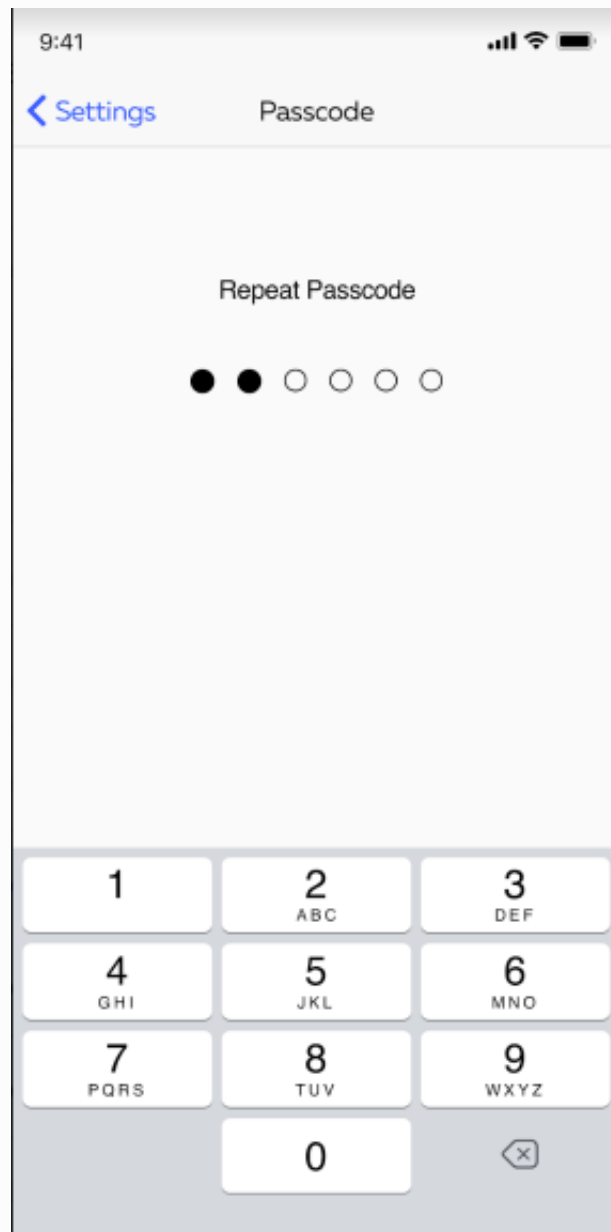 9:41
Settings Passcode
Repeat Passcode
1 2 3
ABC DEF
4 5 6
GHI JKL MNO
7 8 9
PQRS TUV WXYZ
0